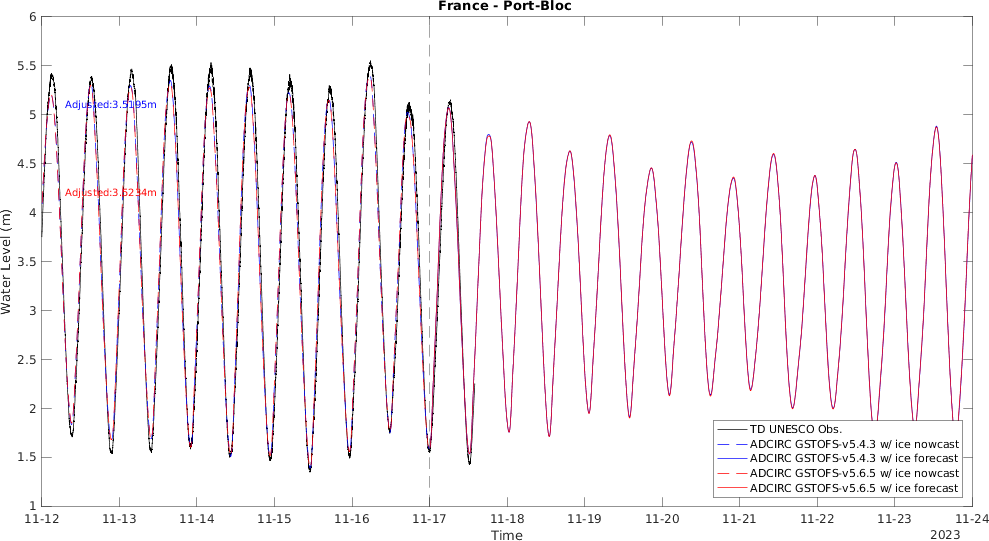 France - Port-Bloc
Water Level (m)
6
5.5
5
4.5
4
3.5
3
2.5
2
1.5
1
Adjusted:3.5195m
Adjusted:3.6234m
TD UNESCO Obs.
ADCIRC GSTOFS-v5.4.3 w/ ice nowcast
ADCIRC GSTOFS-v5.4.3 w/ ice forecast
ADCIRC GSTOFS-v5.6.5 w/ ice nowcast
ADCIRC GSTOFS-v5.6.5 w/ ice forecast
11-12 11-13 11-14 11-15 11-16 11-17 11-18 11-19 11-20 11-21 11-22 11-23 11-24
Time
2023